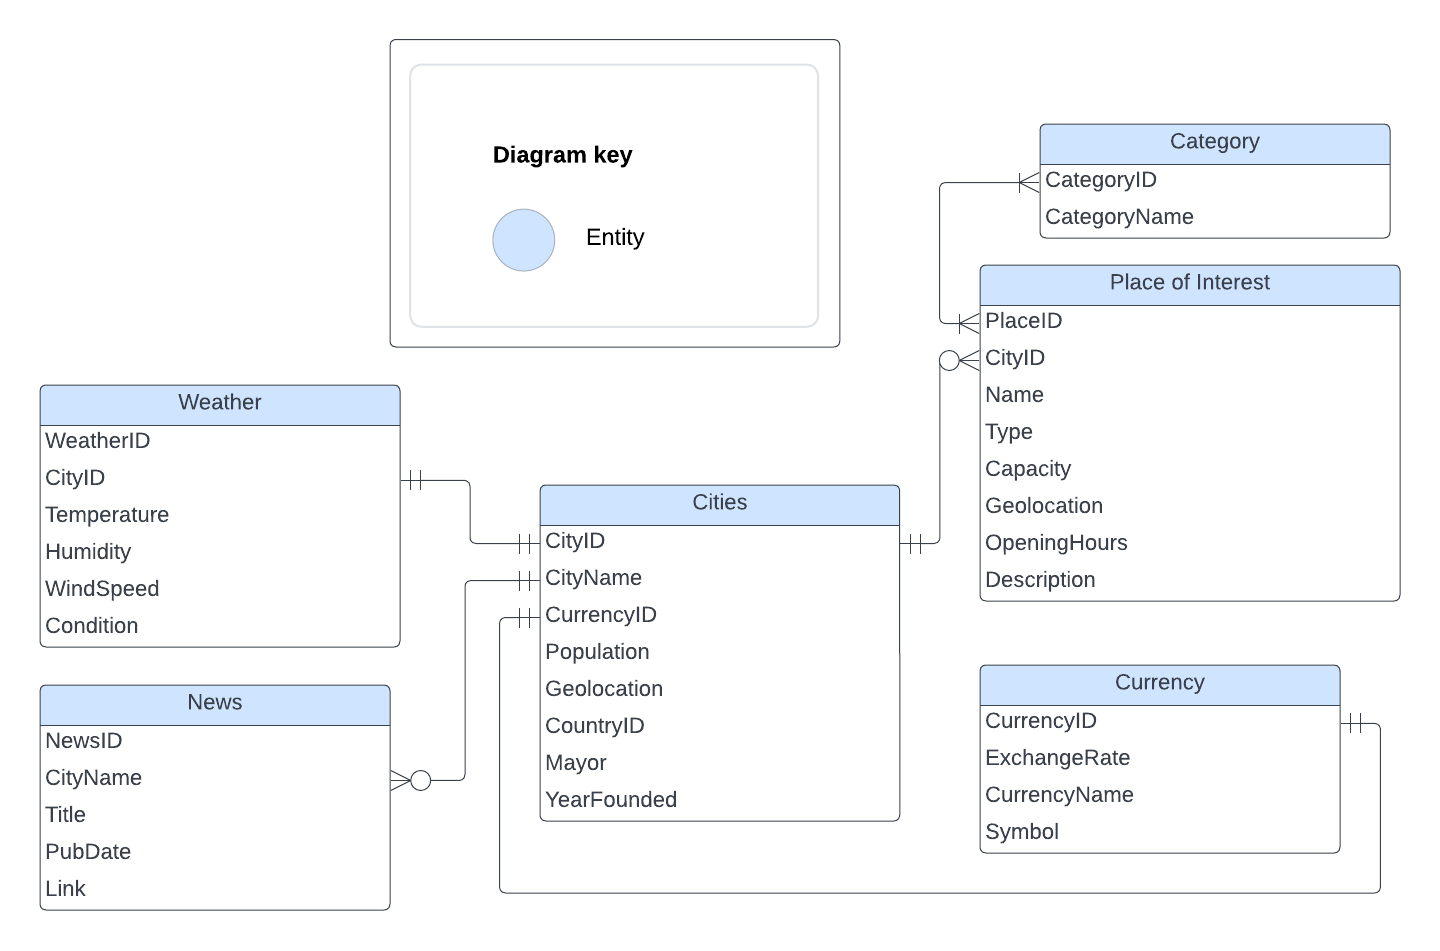 Diagram key
Entity
Category
CategoryID
CategoryName
Place of Interest
PlaceID
CityID
Name
Type
Capacity
Geolocation
OpeningHours
Description
Weather
WeatherID
CityID
Temperature
Humidity
WindSpeed
Condition
Cities
CityID
CityName
CurrencyID
Population
Geolocation
CountryID
Mayor
YearFounded
News
NewsID
CityName
Title
PubDate
Link
Currency
CurrencyID
ExchangeRate
CurrencyName
Symbol